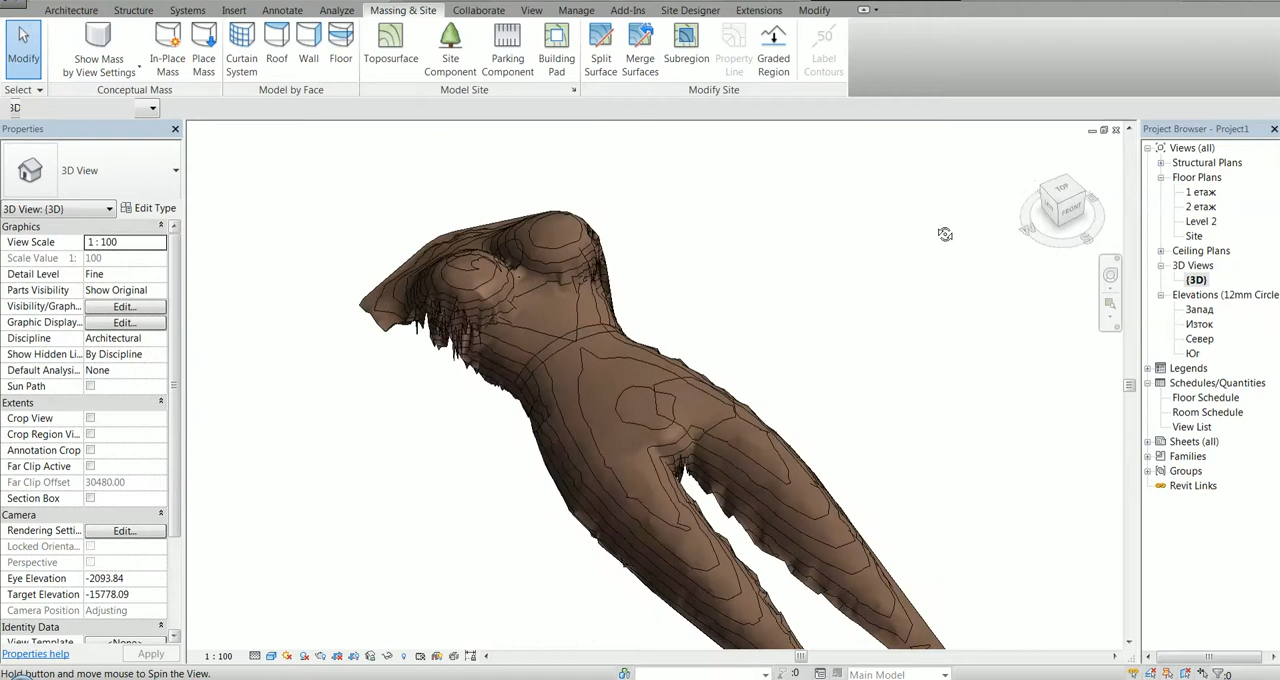 Architecture Structure Systems Insert Annotate Analyze Massing & Site Collaborate View Manage Add-Ins Site Designer Extensions Modify
Modify
Show Mass
by View Settings
In-Place
Mass
Place
Mass
Curtain
System
Roof
Wall
Floor
Toposurface
Site
Component
Parking
Component
Building
Pad
Split
Surface
Merge
Surfaces
Subregion
Property
Line
Graded
Region
50
Label
Contours
Select
Conceptual Mass
Model by Face
Model Site
Modify Site
3D
Properties
3D View
3D View: {3D}
Edit Type
Graphics
View Scale 1 : 100
Scale Value 1: 100
Detail Level Fine
Parts Visibility Show Original
Visibility/Graph... Edit...
Graphic Display... Edit...
Discipline Architectural
Show Hidden Li... By Discipline
Default Analysi... None
Sun Path
Extents
Crop View
Crop Region Vi...
Annotation Crop
Far Clip Active
Far Clip Offset 30480.00
Section Box
Camera
Rendering Setti... Edit...
Locked Orienta...
Perspective
Eye Elevation -2093.84
Target Elevation -15778.09
Camera Position Adjusting
Identity Data
View Template <None>
Properties help
Apply
TOP
FRONT
Project Browser - Project1
Views (all)
Structural Plans
Floor Plans
1 етаж
2 етаж
Level 2
Site
Ceiling Plans
3D Views
{3D}
Elevations (12mm Circle
Запад
Изток
Север
Юг
Legends
Schedules/Quantities
Floor Schedule
Room Schedule
View List
Sheets (all)
Families
Groups
Revit Links
1 : 100
Hold button and move mouse to Spin the View.
:0
Main Model
:0